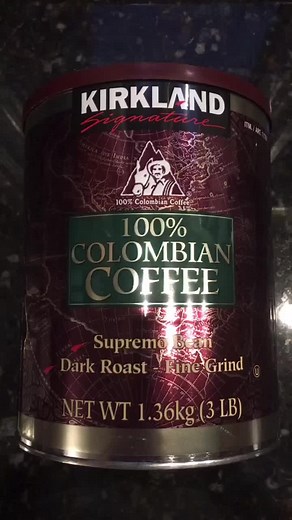 KIRKLAND
Signature
100% Colombian Coffee
100%
COLOMBIAN
COFFEE
Supremo Bean
Dark Roast - Fine Grind
NET WT 1.36kg (3 LB)